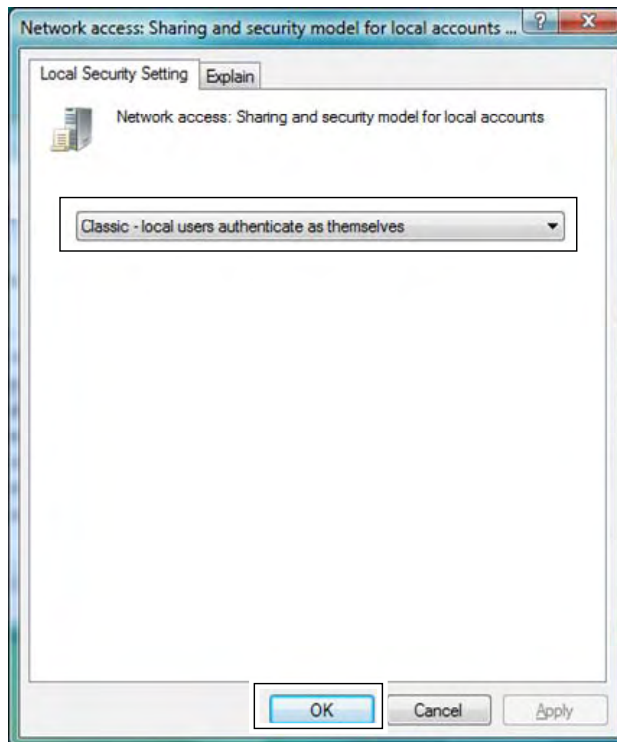 Network access: Sharing and security model for local accounts ...
Local Security Setting
Explain
Network access: Sharing and security model for local accounts
Classic - local users authenticate as themselves
OK
Cancel
Apply